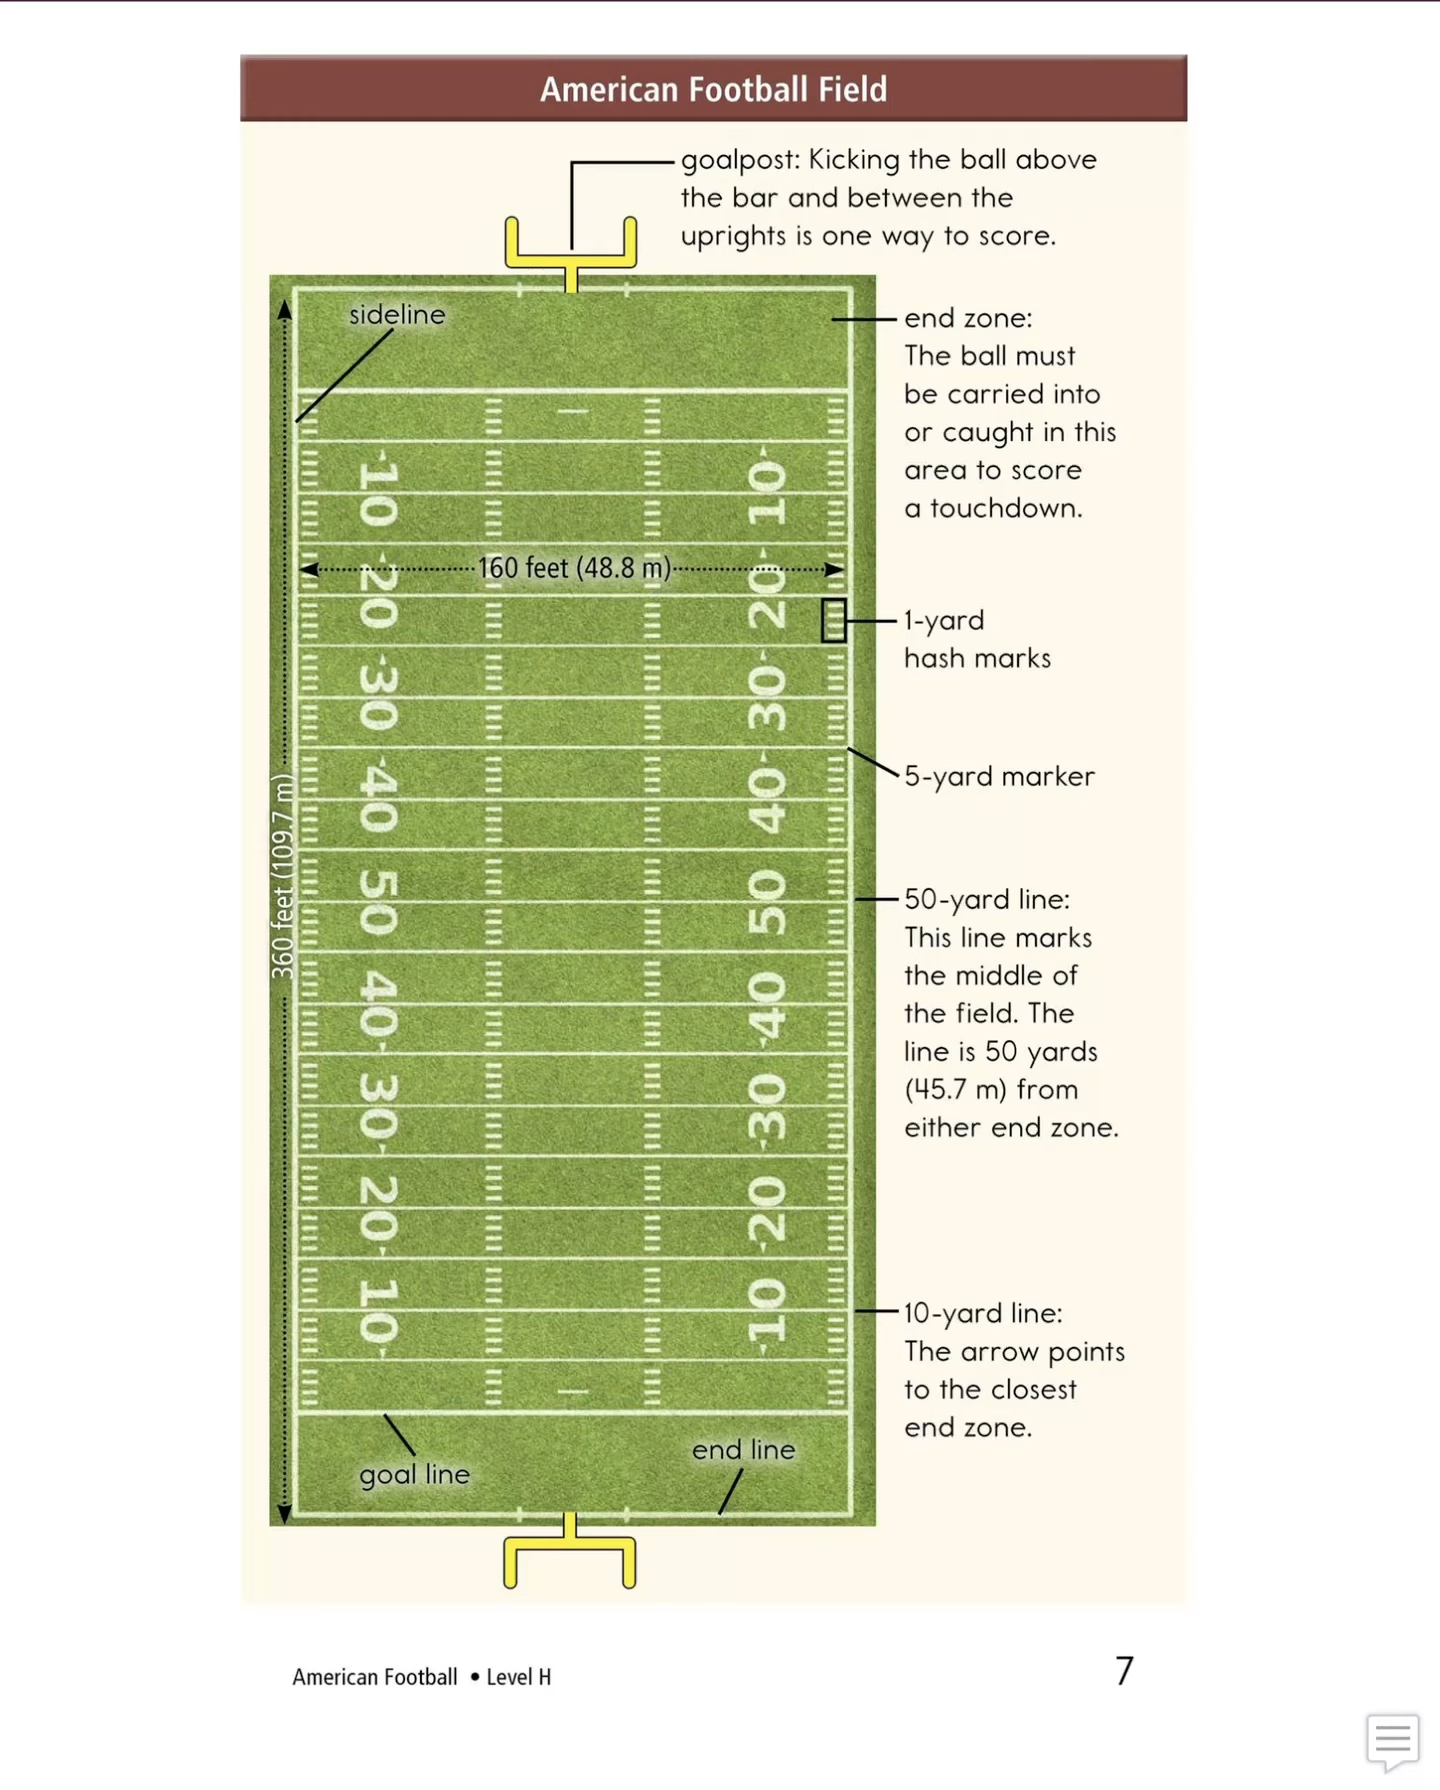 American Football Field
goalpost: Kicking the ball above
the bar and between the
uprights is one way to score.
sideline
end zone:
The ball must
be carried into
or caught in this
area to score
a touchdown.
10 10
160 feet (48.8 m)
20 20
1-yard
hash marks
30 30
5-yard marker
40 40
360 feet (109.7 m)
50 50
50-yard line:
This line marks
the middle of
the field. The
line is 50 yards
(45.7 m) from
either end zone.
40 40
30 30
20 20
10 10
10-yard line:
The arrow points
to the closest
end zone.
goal line
end line
American Football • Level H
7